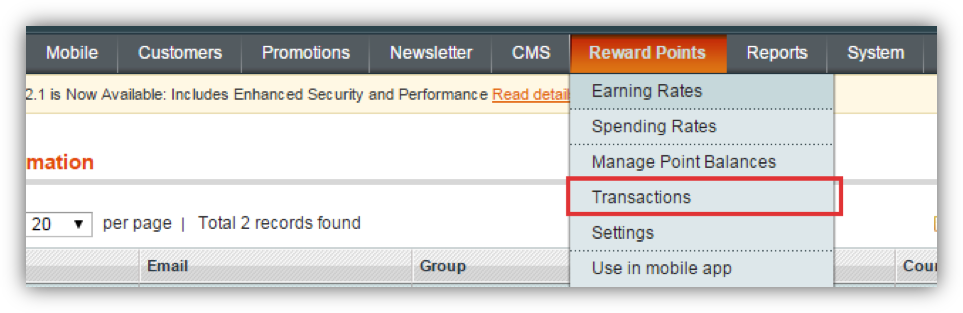 Mobile Customers Promotions Newsletter CMS Reward Points Reports System
2.1 is Now Available: Includes Enhanced Security and Performance Read detail
Earning Rates
Spending Rates
mation
Manage Point Balances
Transactions
20 per page | Total 2 records found
Settings
Email Group Cour
Use in mobile app